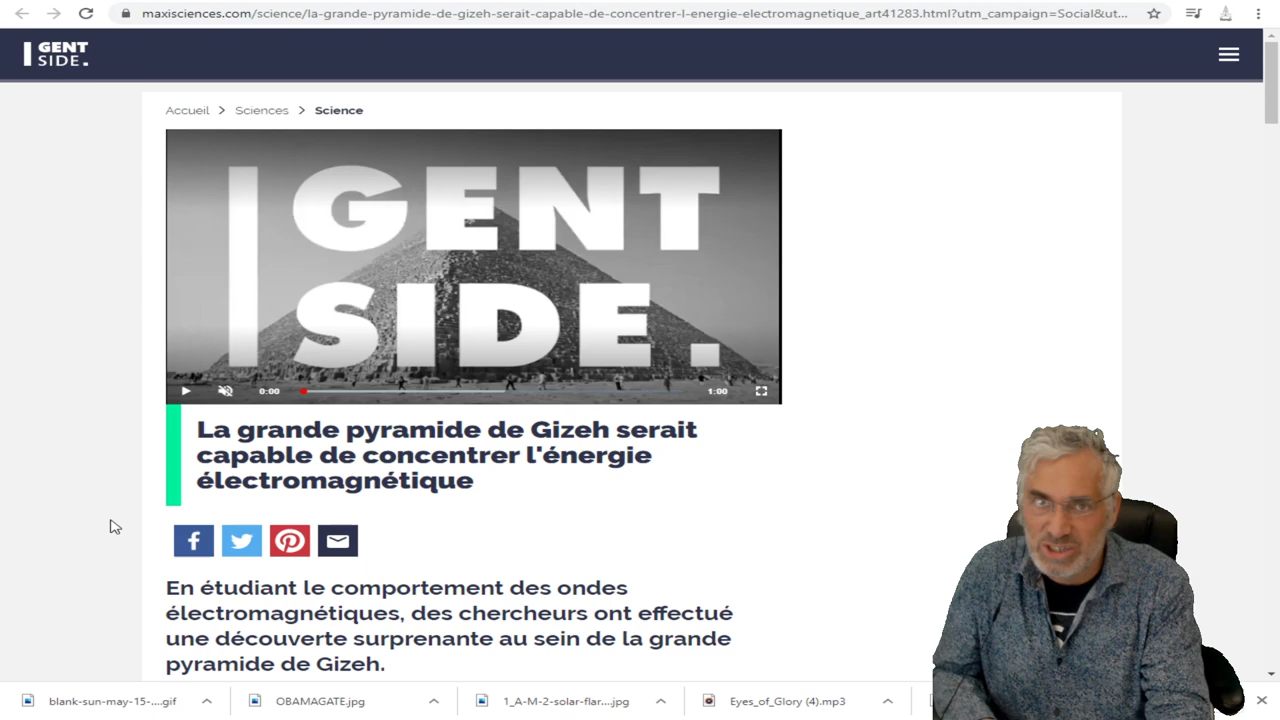 maxisciences.com/science/la-grande-pyramide-de-gizeh-serait-capable-de-concentrer-l-energie-electromagnetique_art41283.html?utm_campaign=Social&ut...
GENT
SIDE.
Accueil > Sciences > Science
GENT
SIDE.
0:00
1:00
La grande pyramide de Gizeh serait
capable de concentrer l'énergie
électromagnétique
En étudiant le comportement des ondes
électromagnétiques, des chercheurs ont effectué
une découverte surprenante au sein de la grande
pyramide de Gizeh.
blank-sun-may-15-....gif
OBAMAGATE.jpg
1_A-M-2-solar-flar....jpg
Eyes_of_Glory (4).mp3